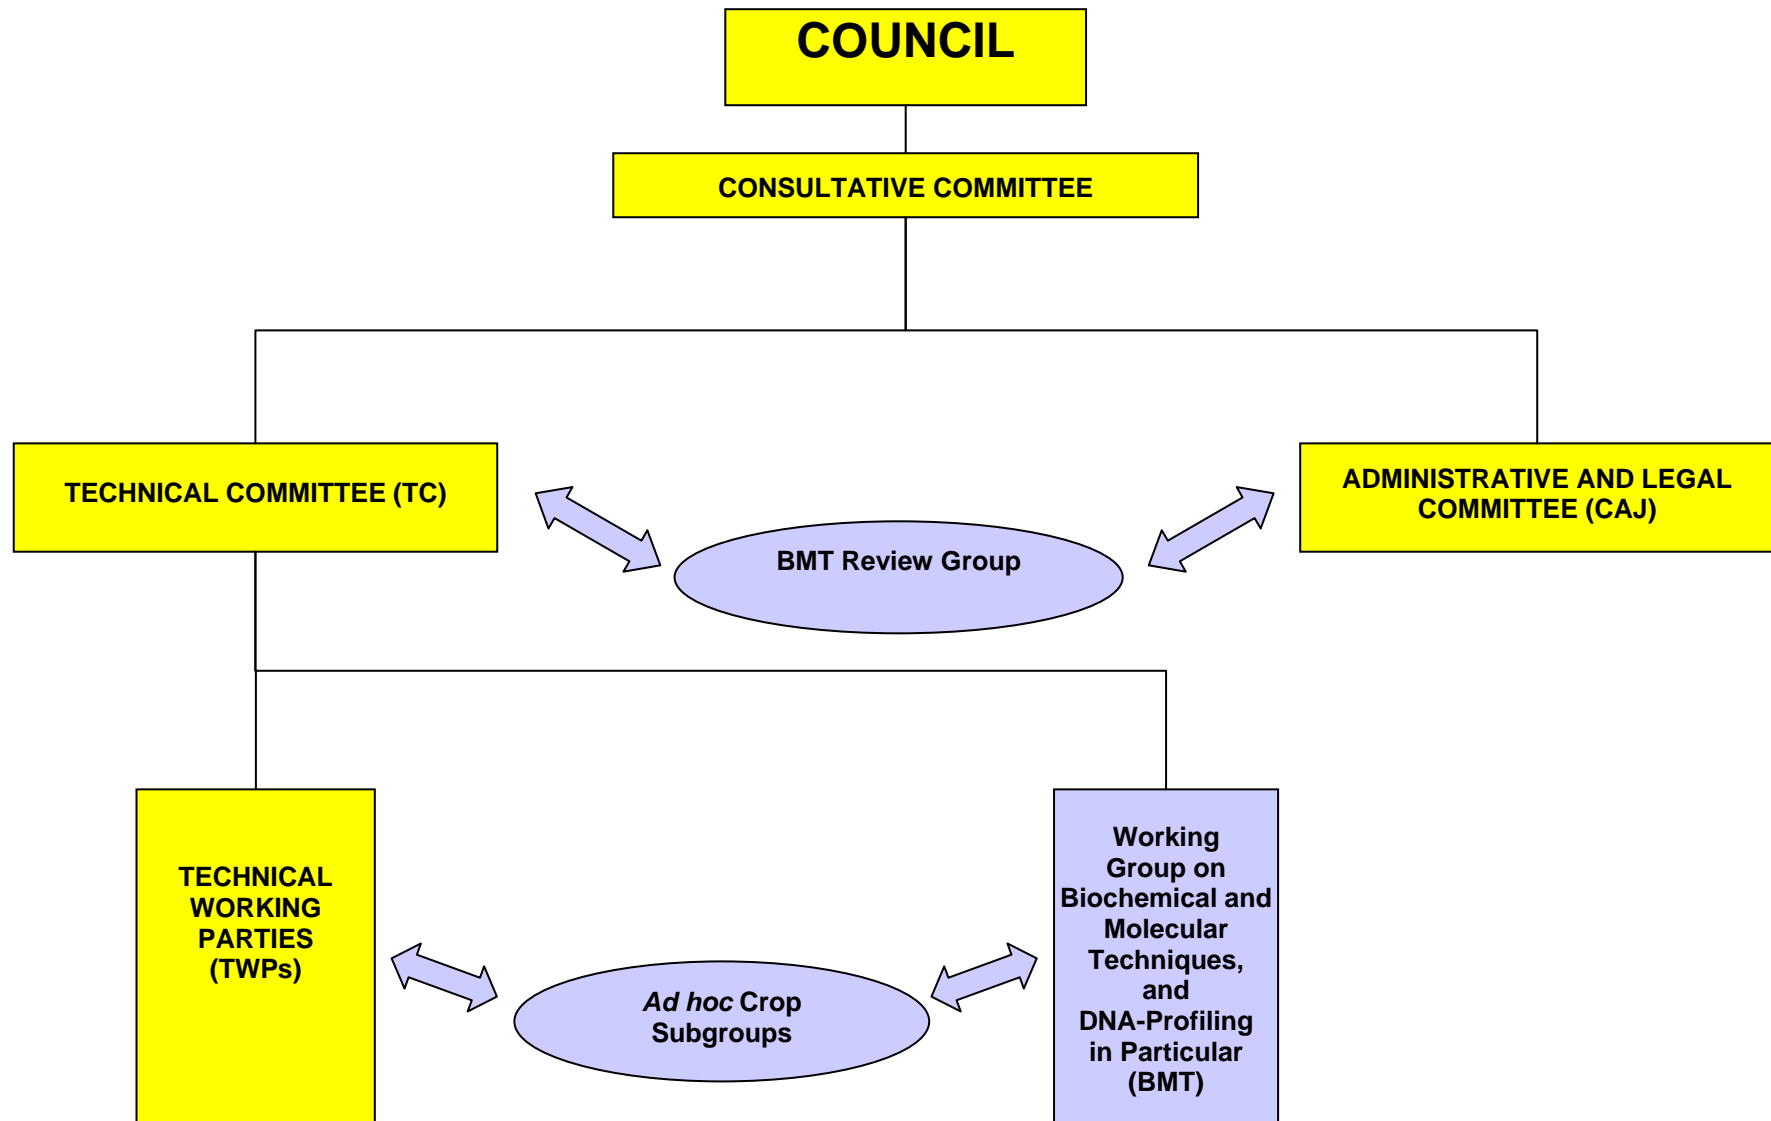 COUNCIL
CONSULTATIVE COMMITTEE
TECHNICAL COMMITTEE (TC)
ADMINISTRATIVE AND LEGAL
COMMITTEE (CAJ)
BMT Review Group
TECHNICAL
WORKING
PARTIES
(TWPs)
Ad hoc Crop
Subgroups
Working
Group on
Biochemical and
Molecular
Techniques,
and
DNA-Profiling
in Particular
(BMT)